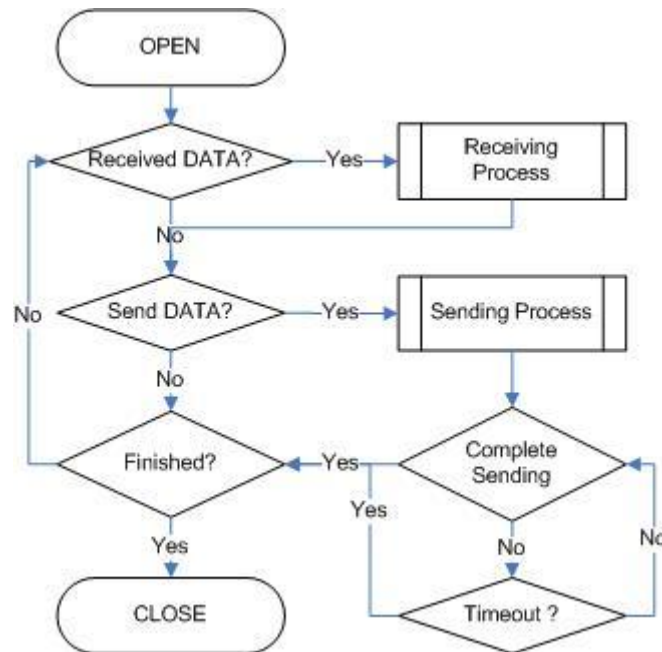 OPEN
Received DATA?
Yes
Receiving
Process
No
Send DATA?
Yes
Sending Process
No
No
Finished?
Yes
Complete
Sending
Yes
Yes
No
No
CLOSE
Timeout ?